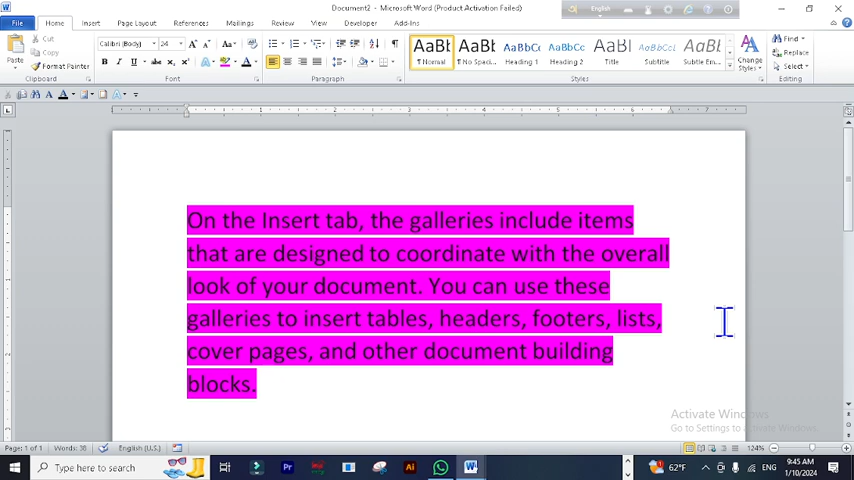 Document2 - Microsoft Word (Product Activation Failed)
English
File Home Insert Page Layout References Mailings Review View Developer Add-Ins
Paste
Cut
Copy
Format Painter
Clipboard
Calibri (Body) 24
Font
Paragraph
AaBb AaBb AaBbCc AaBbCc AaBl AaBbCcL AaBb
¶ Normal ¶ No Spaci... Heading 1 Heading 2 Title Subtitle Subtle Em...
Styles
Change
Styles
Find
Replace
Select
Editing
On the Insert tab, the galleries include items
that are designed to coordinate with the overall
look of your document. You can use these
galleries to insert tables, headers, footers, lists,
cover pages, and other document building
blocks.
Activate Windows
Go to Settings to activate Windows.
Page: 1 of 1 Words: 38 English (U.S.) 124%
Type here to search
62°F ENG
9:45 AM
1/10/2024